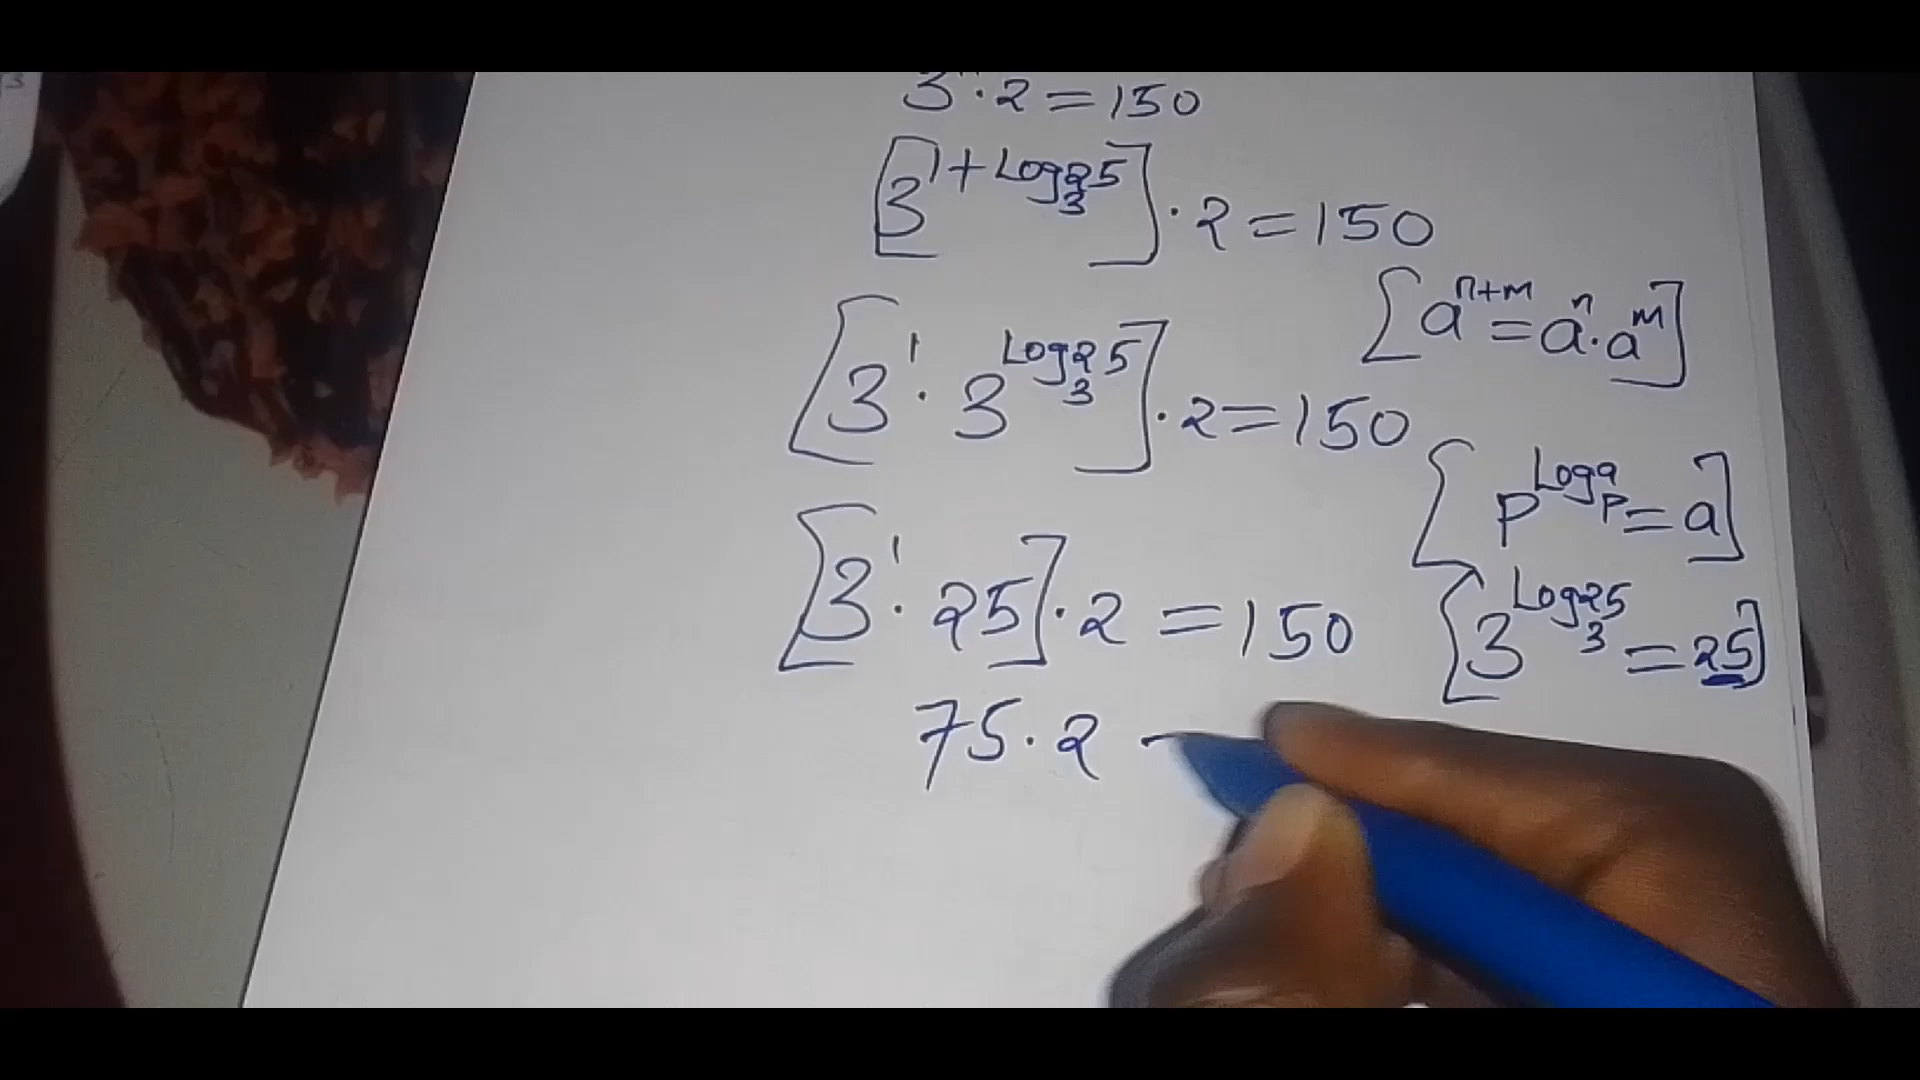 3 · 2 = 150
[3^(1 + Log₃25)] · 2 = 150
[a^(n+m) = a^n · a^m]
[3^1 · 3^(Log₃25)] · 2 = 150
[P^(Log_P a) = a]
[3^1 · 25] · 2 = 150
[3^(Log₃25) = 25]
75 · 2